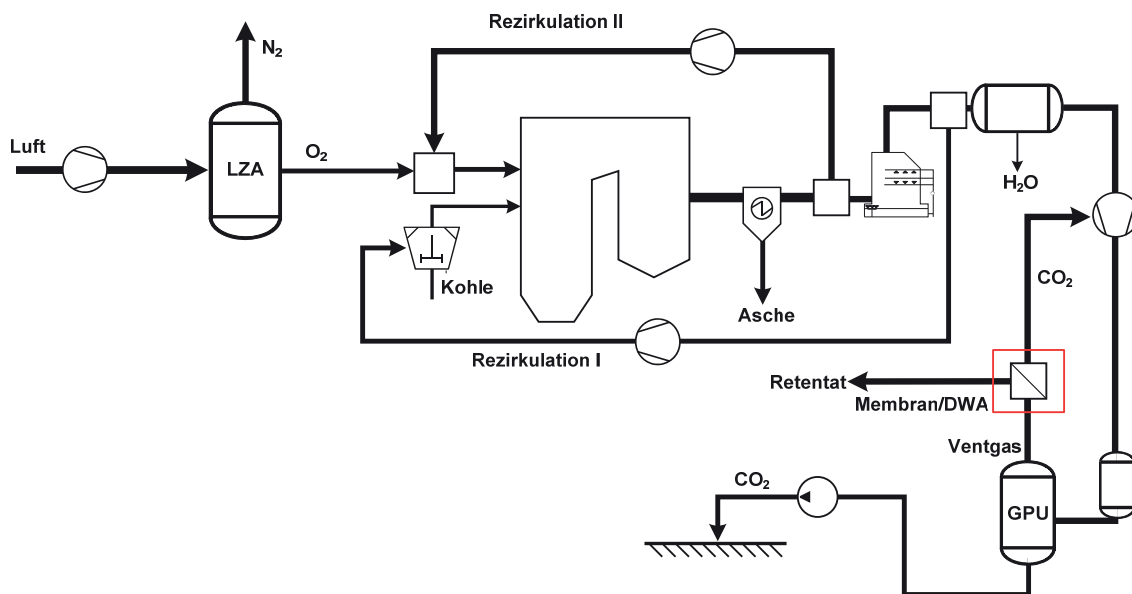 Rezirkulation II
N₂
Luft
LZA
O₂
H₂O
Kohle
Asche
CO₂
Rezirkulation I
Retentat
Membran/DWA
Ventgas
CO₂
GPU